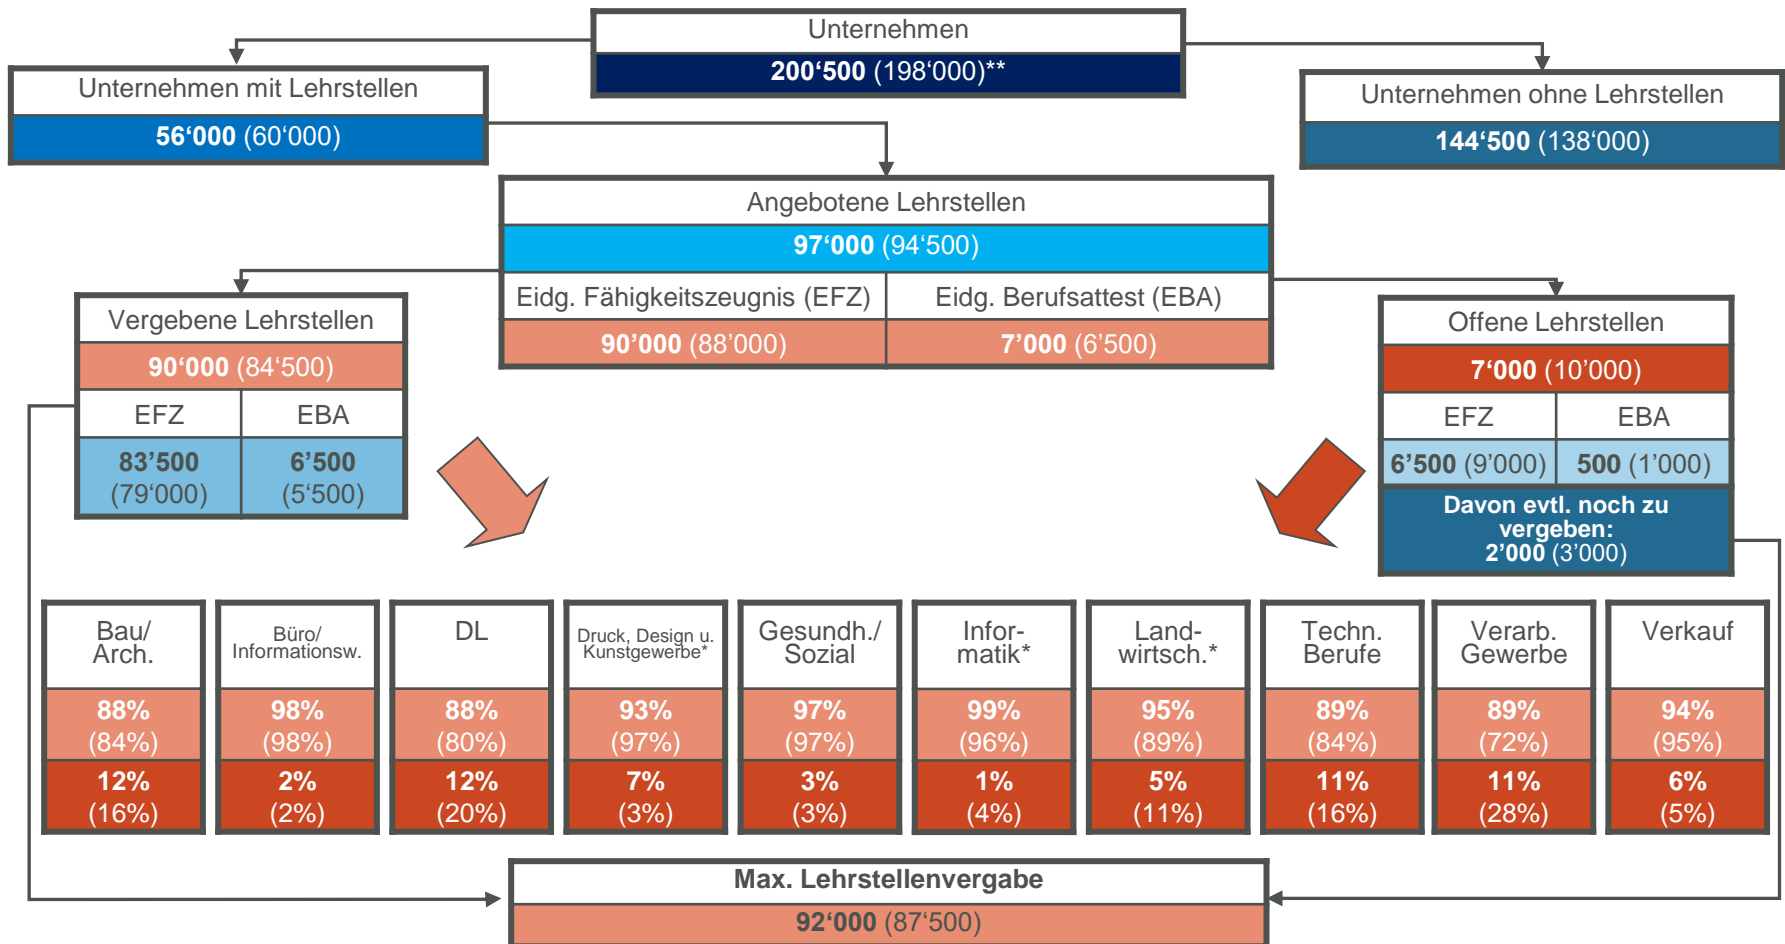 Unternehmen
200‘500 (198’000)**
Unternehmen mit Lehrstellen
56‘000 (60‘000)
Unternehmen ohne Lehrstellen
144‘500 (138’000)
Angebotene Lehrstellen
97‘000 (94’500)
Eidg. Fähigkeitszeugnis (EFZ)
Eidg. Berufsattest (EBA)
90’000 (88’000)
7’000 (6’500)
Vergebene Lehrstellen
90‘000 (84‘500)
EFZ
EBA
83’500
(79‘000)
6’500
(5‘500)
Offene Lehrstellen
7‘000 (10’000)
EFZ
EBA
6’500 (9’000)
500 (1’000)
Davon evtl. noch zu
vergeben:
2’000 (3’000)
Bau/
Arch.
88%
(84%)
12%
(16%)
Büro/
Informationsw.
98%
(98%)
2%
(2%)
DL
88%
(80%)
12%
(20%)
Druck, Design u.
Kunstgewerbe*
93%
(97%)
7%
(3%)
Gesundh./
Sozial
97%
(97%)
3%
(3%)
Infor-
matik*
99%
(96%)
1%
(4%)
Land-
wirtsch.*
95%
(89%)
5%
(11%)
Techn.
Berufe
89%
(84%)
11%
(16%)
Verarb.
Gewerbe
89%
(72%)
11%
(28%)
Verkauf
94%
(95%)
6%
(5%)
Max. Lehrstellenvergabe
92‘000 (87‘500)